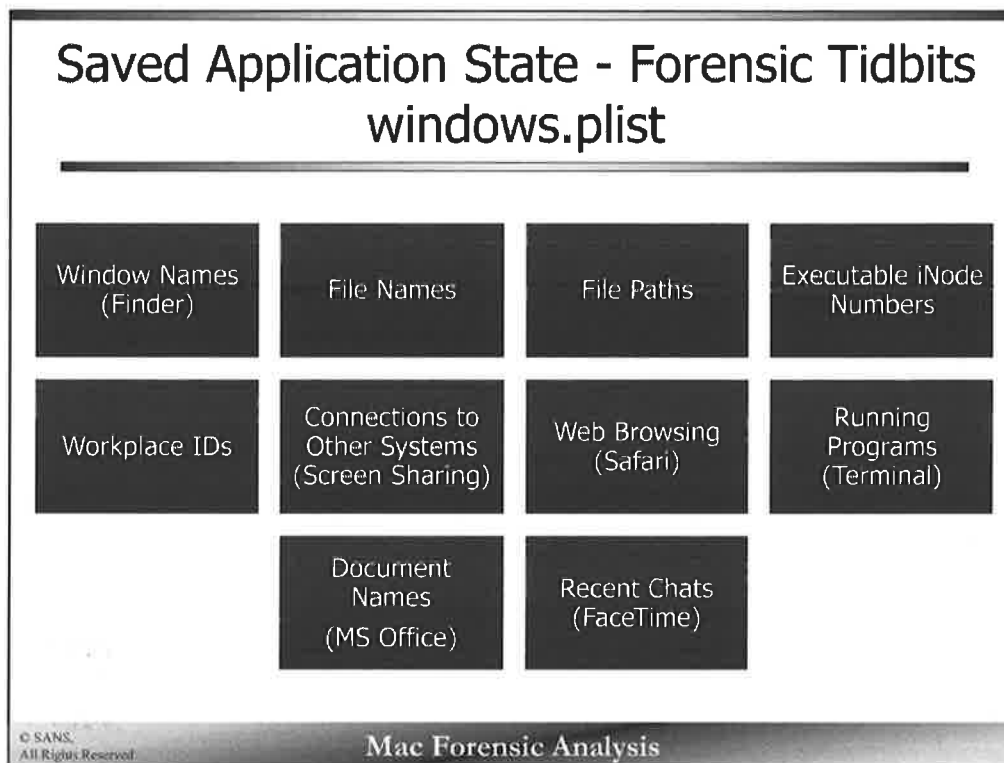 Saved Application State - Forensic Tidbits
windows.plist
Window Names
(Finder)
File Names
File Paths
Executable iNode
Numbers
Workplace IDs
Connections to
Other Systems
(Screen Sharing)
Web Browsing
(Safari)
Running
Programs
(Terminal)
Document
Names
(MS Office)
Recent Chats
(FaceTime)
© SANS,
All Rights Reserved
Mac Forensic Analysis